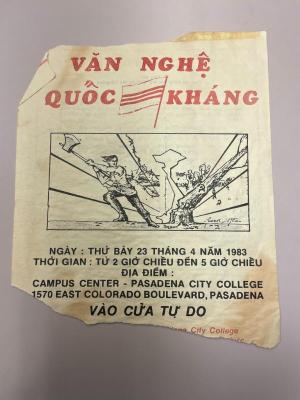 VĂN NGHỆ
QUỐC KHÁNG
NGÀY : THỨ BẢY 23 THÁNG 4 NĂM 1983
THỜI GIAN : TỪ 2 GIỜ CHIỀU ĐẾN 5 GIỜ CHIỀU
ĐỊA ĐIỂM :
CAMPUS CENTER - PASADENA CITY COLLEGE
1570 EAST COLORADO BOULEVARD, PASADENA
VÀO CỬA TỰ DO
City College